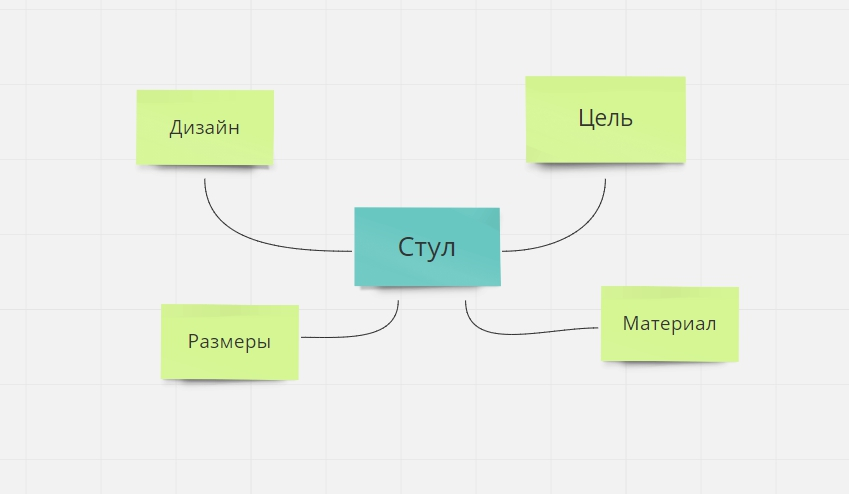 Дизайн
Цель
Стул
Размеры
Материал